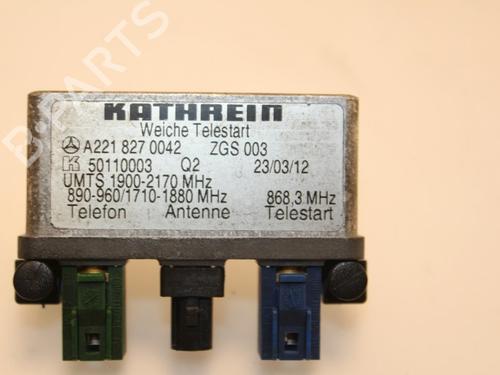 B-PARTS
KATHREIN
Weiche Telestart
A221 827 0042 ZGS 003
K 50110003 Q2 23/03/12
UMTS 1900-2170 MHz
890-960/1710-1880 MHz 868,3 MHz
Telefon Antenne Telestart